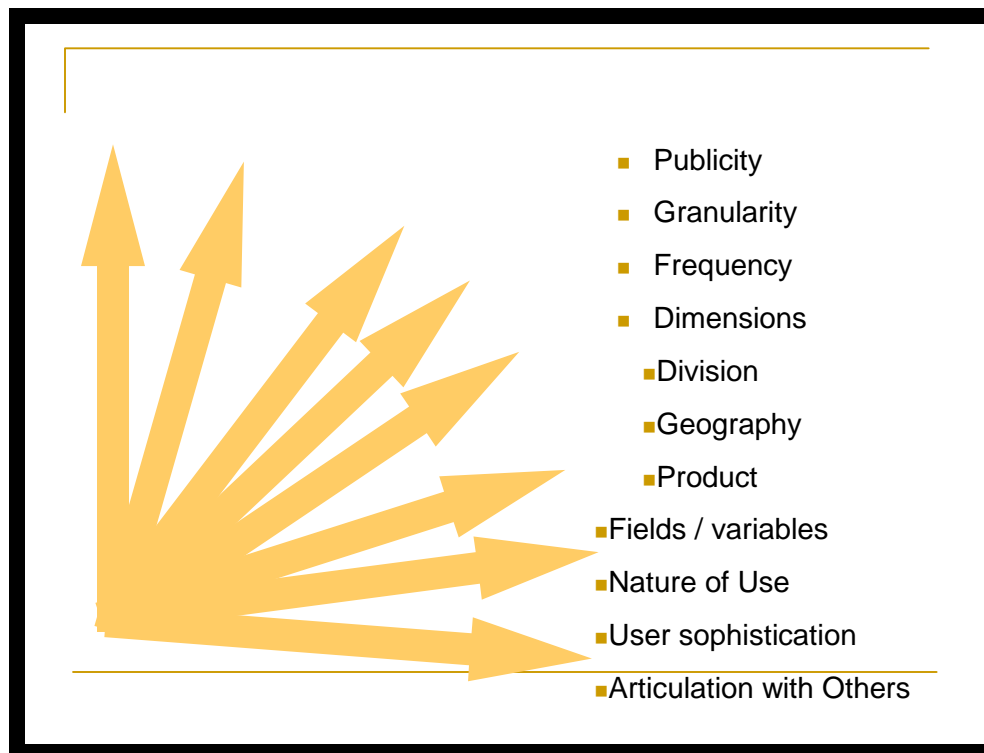 Publicity
Granularity
Frequency
Dimensions
Division
Geography
Product
Fields / variables
Nature of Use
User sophistication
Articulation with Others